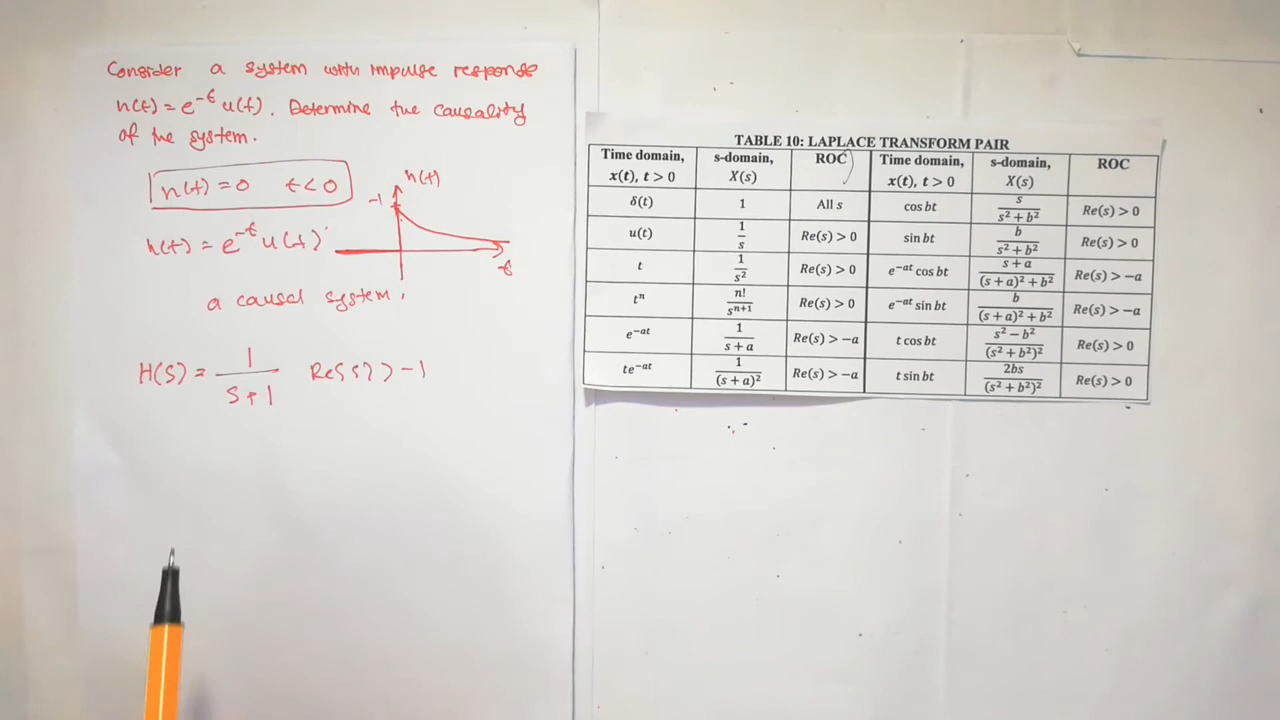 Consider a system with impulse response
h(t) = e^-t u(t). Determine the causality
of the system.
h(t) = 0 t < 0
h(t)
1
t
h(t) = e^-t u(t)
a causal system.
H(s) = 1/(s+1) Re{s} > -1
TABLE 10: LAPLACE TRANSFORM PAIR
Time domain, x(t), t > 0 | s-domain, X(s) | ROC | Time domain, x(t), t > 0 | s-domain, X(s) | ROC
δ(t) | 1 | All s | cos bt | s/(s² + b²) | Re(s) > 0
u(t) | 1/s | Re(s) > 0 | sin bt | b/(s² + b²) | Re(s) > 0
t | 1/s² | Re(s) > 0 | e^-at cos bt | (s + a)/((s + a)² + b²) | Re(s) > -a
t^n | n!/s^(n+1) | Re(s) > 0 | e^-at sin bt | b/((s + a)² + b²) | Re(s) > -a
e^-at | 1/(s + a) | Re(s) > -a | t cos bt | (s² - b²)/(s² + b²)² | Re(s) > 0
te^-at | 1/(s + a)² | Re(s) > -a | t sin bt | 2bs/(s² + b²)² | Re(s) > 0